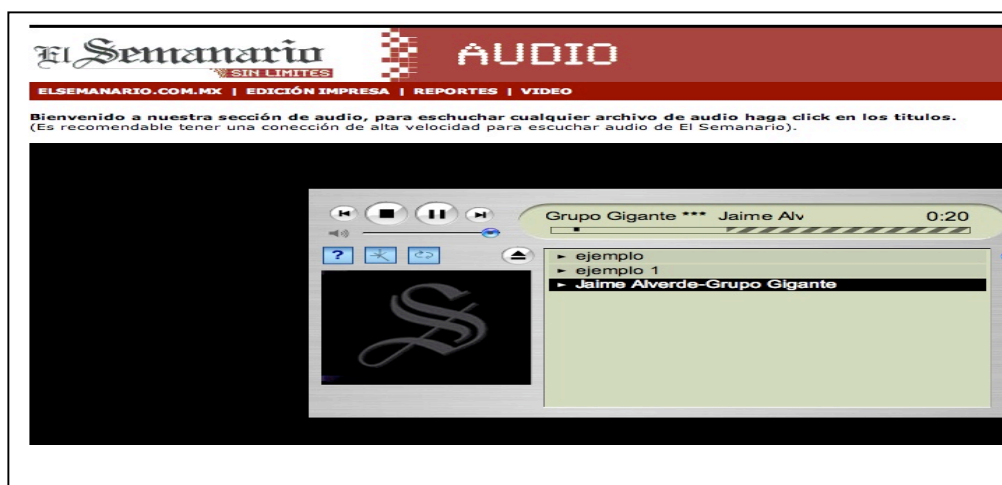 El Semanario
SIN LIMITES
AUDIO
ELSEMANARIO.COM.MX | EDICIÓN IMPRESA | REPORTES | VIDEO
Bienvenido a nuestra sección de audio, para eschuchar cualquier archivo de audio haga click en los titulos.
(Es recomendable tener una conección de alta velocidad para escuchar audio de El Semanario).
Grupo Gigante *** Jaime Alv 0:20
?
► ejemplo
► ejemplo 1
► Jaime Alverde-Grupo Gigante
S